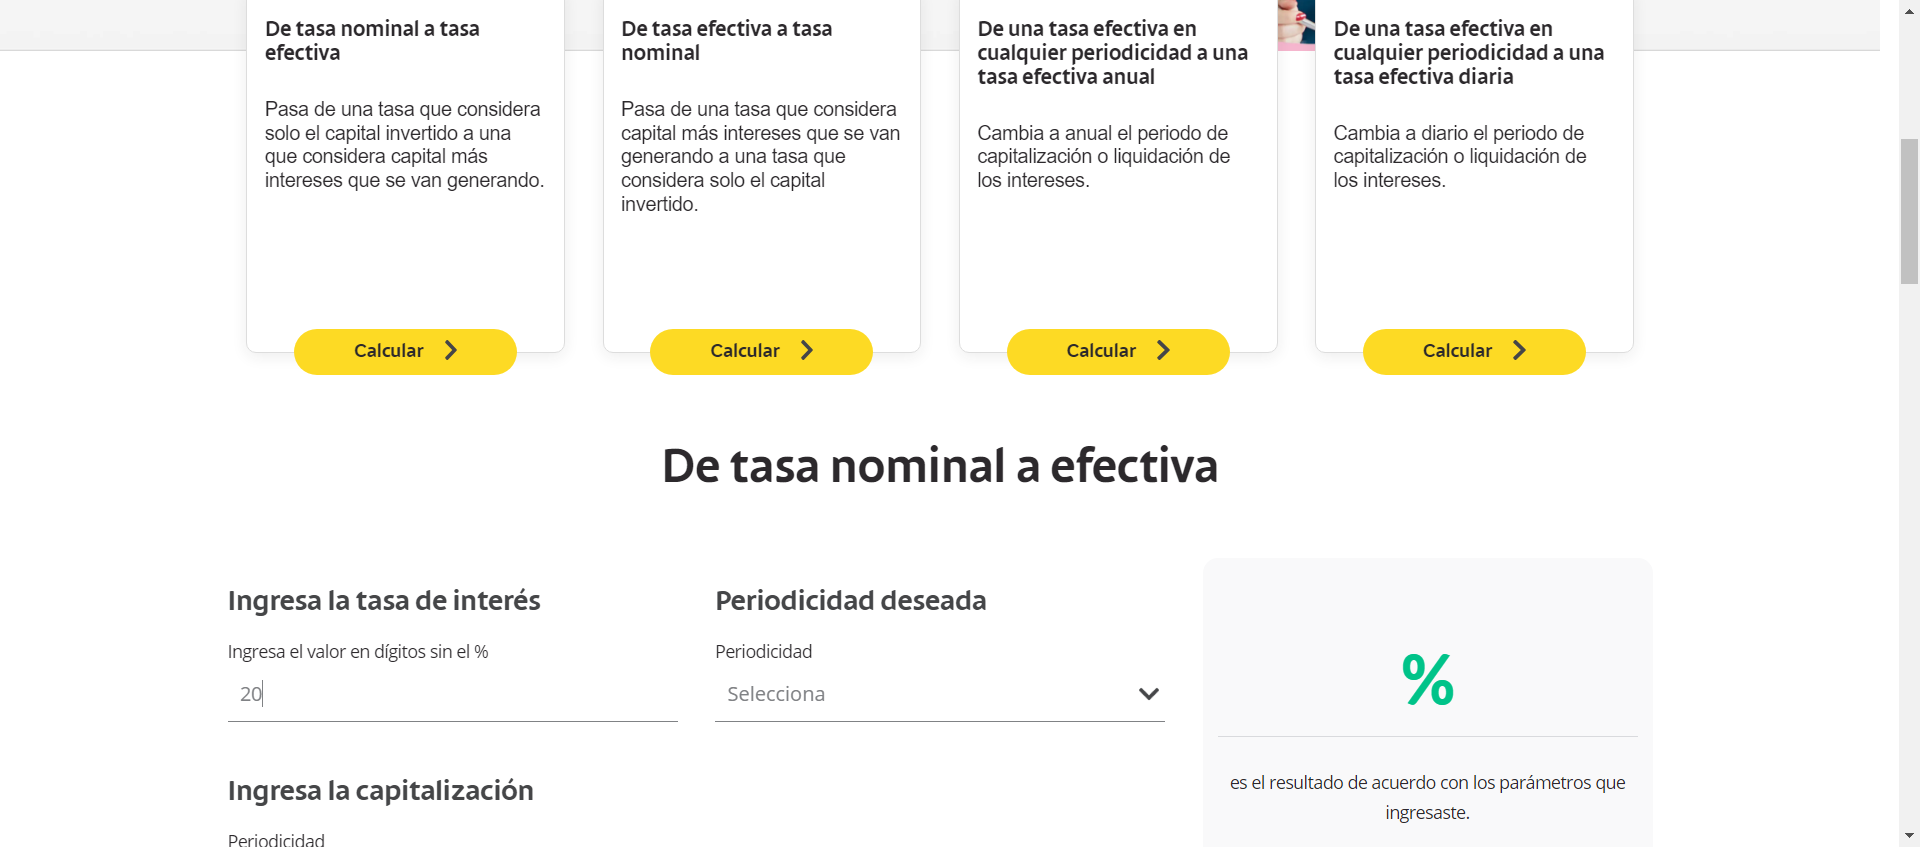 De tasa nominal a tasa
efectiva
Pasa de una tasa que considera
solo el capital invertido a una
que considera capital más
intereses que se van generando.
Calcular
De tasa efectiva a tasa
nominal
Pasa de una tasa que considera
capital más intereses que se van
generando a una tasa que
considera solo el capital
invertido.
Calcular
De una tasa efectiva en
cualquier periodicidad a una
tasa efectiva anual
Cambia a anual el periodo de
capitalización o liquidación de
los intereses.
Calcular
De una tasa efectiva en
cualquier periodicidad a una
tasa efectiva diaria
Cambia a diario el periodo de
capitalización o liquidación de
los intereses.
Calcular
De tasa nominal a efectiva
Ingresa la tasa de interés
Ingresa el valor en dígitos sin el %
20
Periodicidad deseada
Periodicidad
Selecciona
Ingresa la capitalización
Periodicidad
%
es el resultado de acuerdo con los parámetros que
ingresaste.